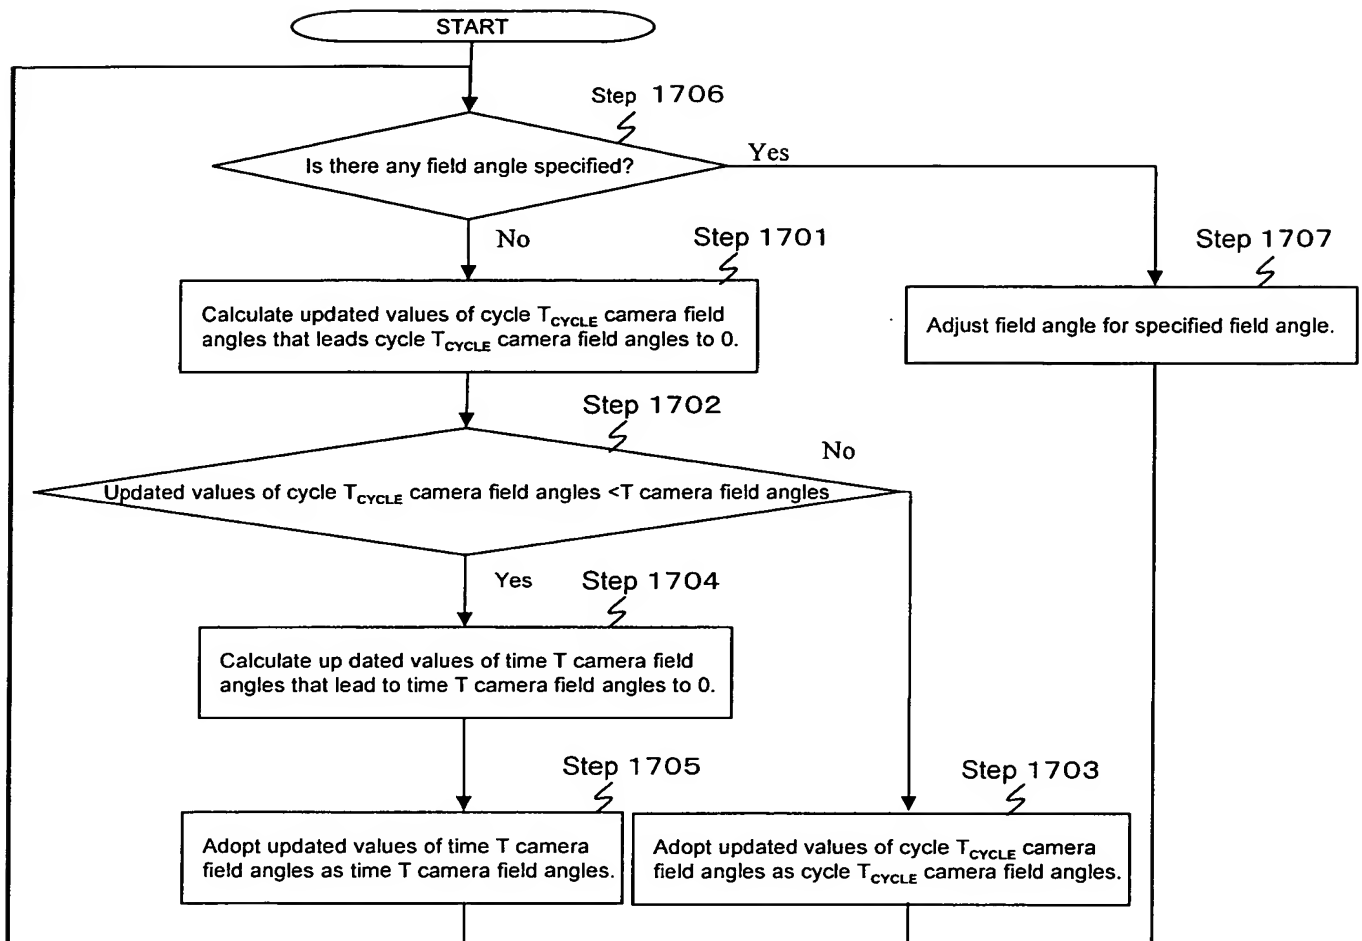 START
Step 1706
Is there any field angle specified?
Yes
No
Step 1701
Step 1707
Calculate updated values of cycle TCYCLE camera field
angles that leads cycle TCYCLE camera field angles to 0.
Adjust field angle for specified field angle.
Step 1702
No
Updated values of cycle TCYCLE camera field angles <T camera field angles
Yes
Step 1704
Calculate up dated values of time T camera field
angles that lead to time T camera field angles to 0.
Step 1705
Step 1703
Adopt updated values of time T camera
field angles as time T camera field angles.
Adopt updated values of cycle TCYCLE camera
field angles as cycle TCYCLE camera field angles.